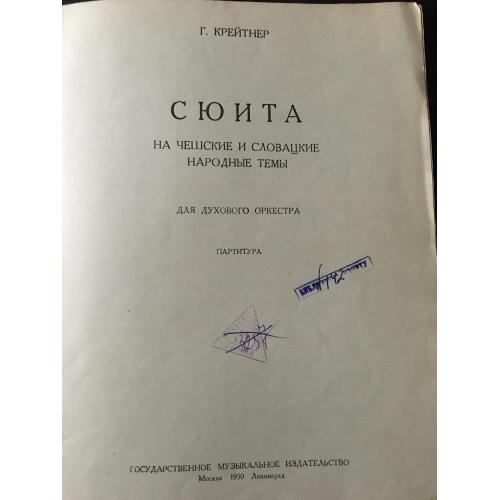 Г. КРЕЙТНЕР
СЮИТА
НА ЧЕШСКИЕ И СЛОВАЦКИЕ
НАРОДНЫЕ ТЕМЫ
ДЛЯ ДУХОВОГО ОРКЕСТРА
ПАРТИТУРА
ГОСУДАРСТВЕННОЕ МУЗЫКАЛЬНОЕ ИЗДАТЕЛЬСТВО
Москва 1950 Ленинград